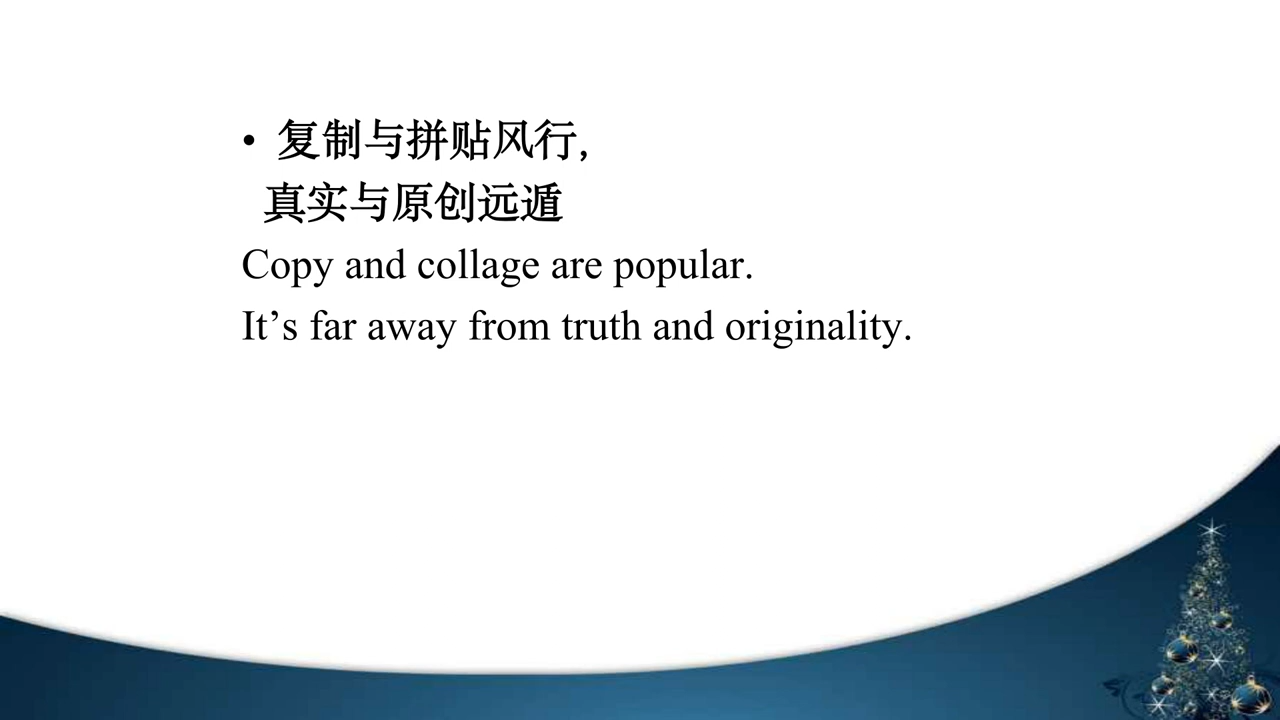 • 复制与拼贴风行,
真实与原创远遁
Copy and collage are popular.
It’s far away from truth and originality.